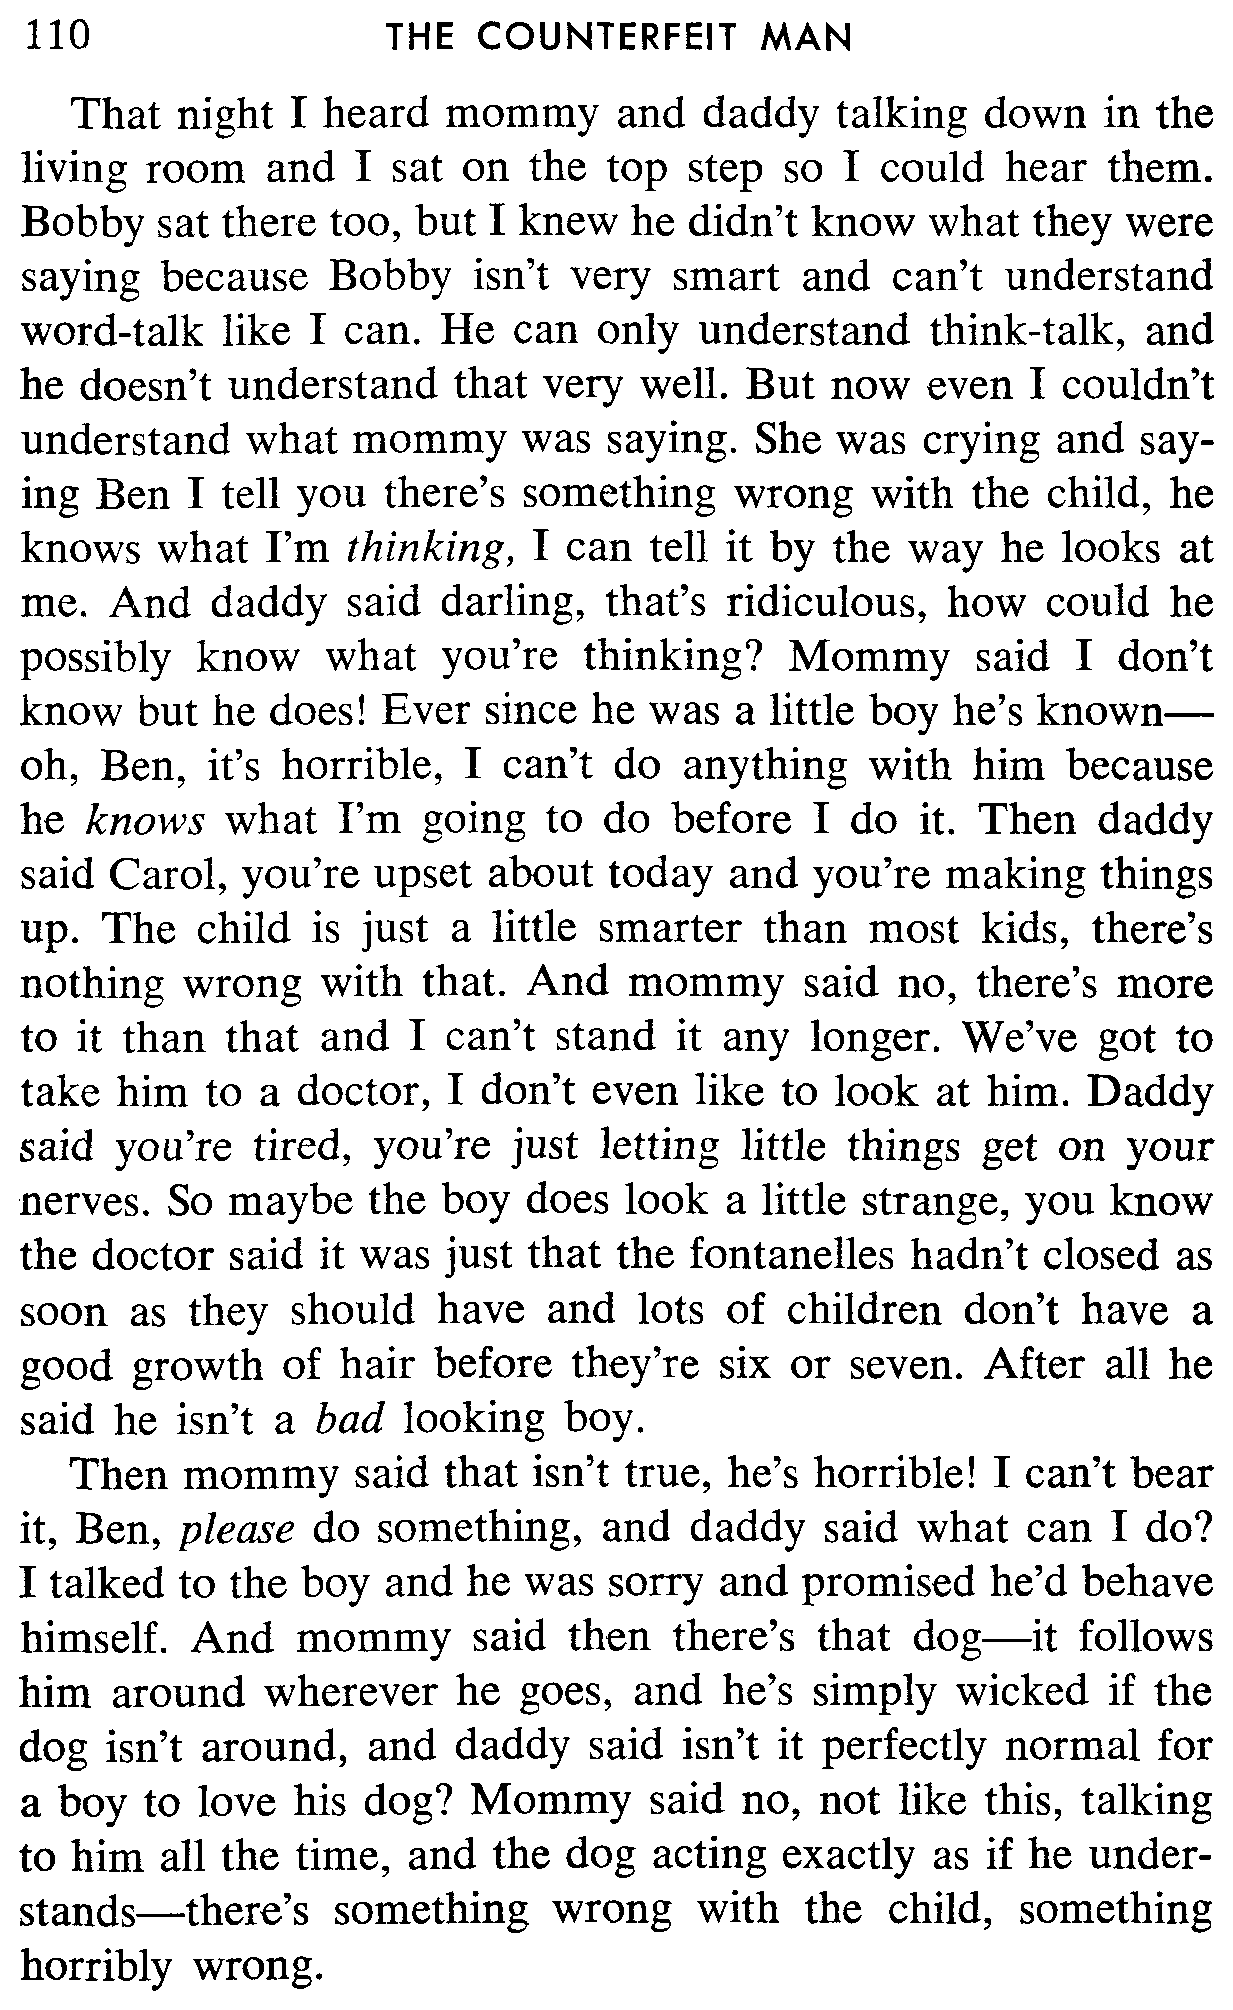 110 THE COUNTERFEIT MAN
That night I heard mommy and daddy talking down in the
living room and I sat on the top step so I could hear them.
Bobby sat there too, but I knew he didn't know what they were
saying because Bobby isn't very smart and can't understand
word-talk like I can. He can only understand think-talk, and
he doesn't understand that very well. But now even I couldn't
understand what mommy was saying. She was crying and say-
ing Ben I tell you there's something wrong with the child, he
knows what I'm thinking, I can tell it by the way he looks at
me. And daddy said darling, that's ridiculous, how could he
possibly know what you're thinking? Mommy said I don't
know but he does! Ever since he was a little boy he's known—
oh, Ben, it's horrible, I can't do anything with him because
he knows what I'm going to do before I do it. Then daddy
said Carol, you're upset about today and you're making things
up. The child is just a little smarter than most kids, there's
nothing wrong with that. And mommy said no, there's more
to it than that and I can't stand it any longer. We've got to
take him to a doctor, I don't even like to look at him. Daddy
said you're tired, you're just letting little things get on your
nerves. So maybe the boy does look a little strange, you know
the doctor said it was just that the fontanelles hadn't closed as
soon as they should have and lots of children don't have a
good growth of hair before they're six or seven. After all he
said he isn't a bad looking boy.
Then mommy said that isn't true, he's horrible! I can't bear
it, Ben, please do something, and daddy said what can I do?
I talked to the boy and he was sorry and promised he'd behave
himself. And mommy said then there's that dog—it follows
him around wherever he goes, and he's simply wicked if the
dog isn't around, and daddy said isn't it perfectly normal for
a boy to love his dog? Mommy said no, not like this, talking
to him all the time, and the dog acting exactly as if he under-
stands—there's something wrong with the child, something
horribly wrong.